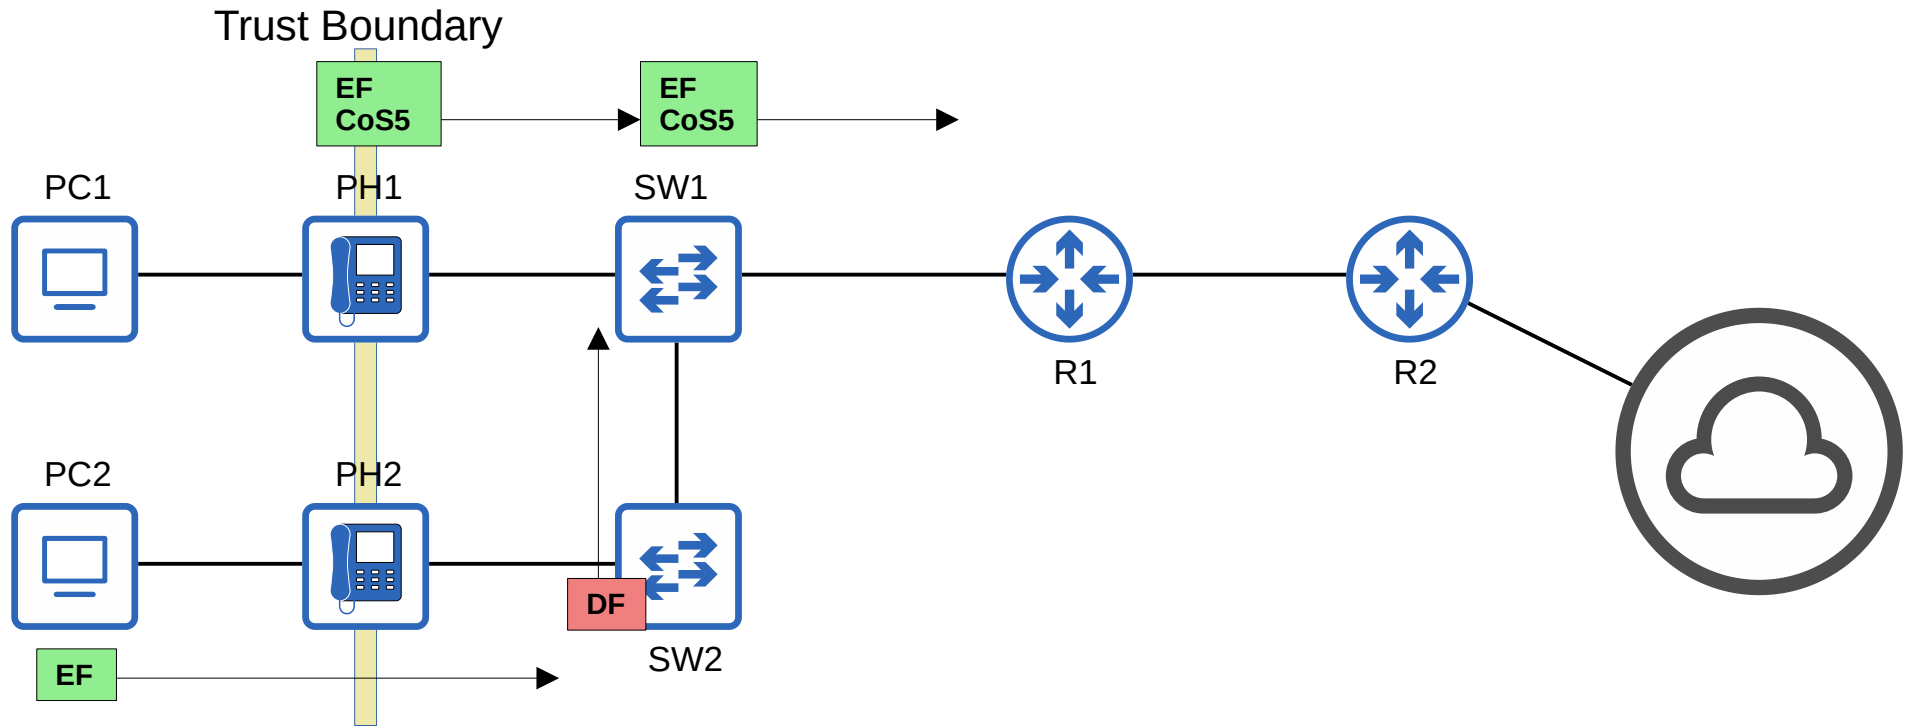 Trust Boundary
EF
CoS5
EF
CoS5
PC1
PH1
SW1
R1
R2
PC2
PH2
DF
SW2
EF